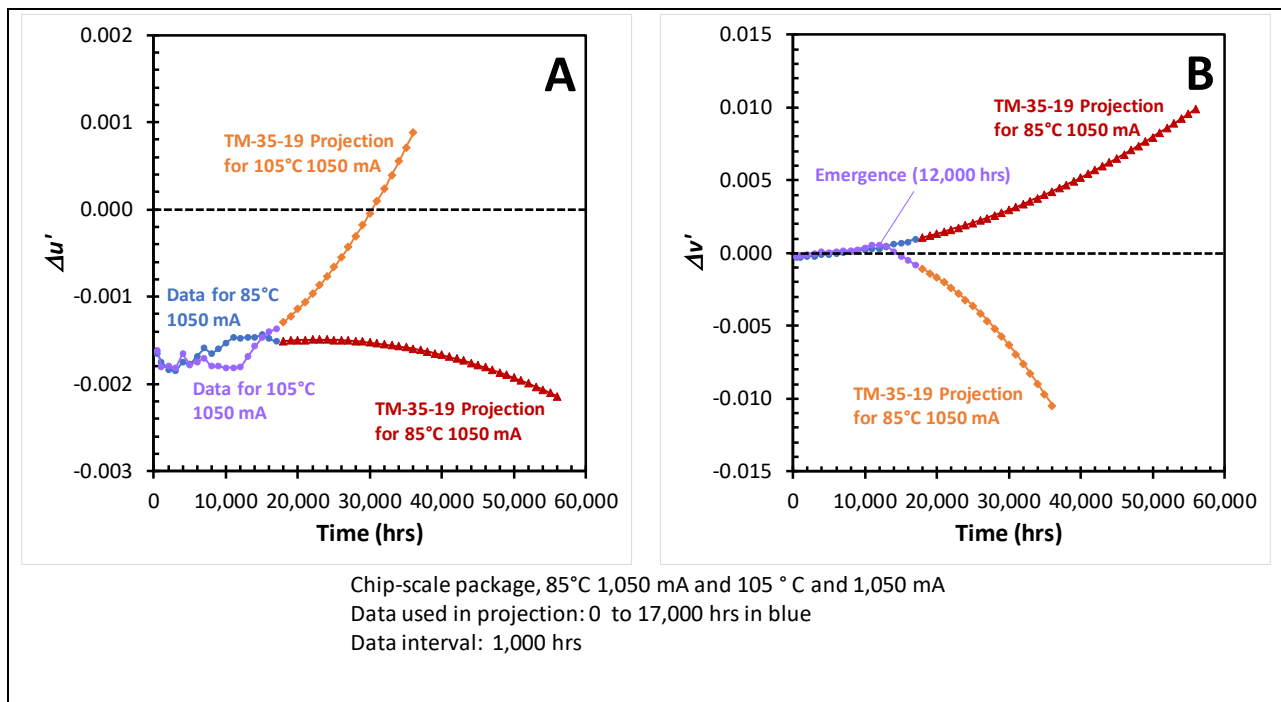 A
0.002
0.001
0.000
-0.001
-0.002
-0.003
Δu'
TM-35-19 Projection
for 105°C 1050 mA
Data for 85°C
1050 mA
Data for 105°C
1050 mA
TM-35-19 Projection
for 85°C 1050 mA
0 10,000 20,000 30,000 40,000 50,000 60,000
Time (hrs)
B
0.015
0.010
0.005
0.000
-0.005
-0.010
-0.015
Δv'
TM-35-19 Projection
for 85°C 1050 mA
Emergence (12,000 hrs)
TM-35-19 Projection
for 85°C 1050 mA
0 10,000 20,000 30,000 40,000 50,000 60,000
Time (hrs)
Chip-scale package, 85°C 1,050 mA and 105 ° C and 1,050 mA
Data used in projection: 0 to 17,000 hrs in blue
Data interval: 1,000 hrs